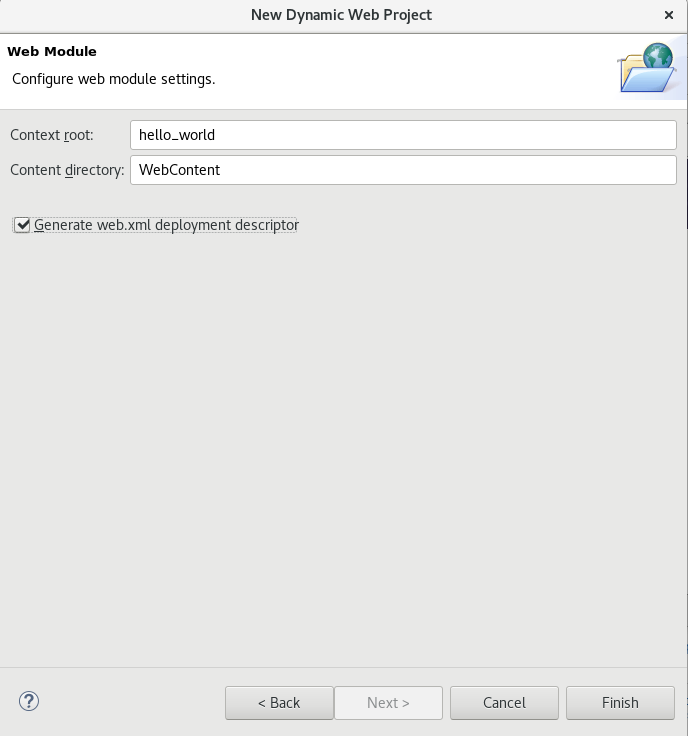 New Dynamic Web Project ×
Web Module
Configure web module settings.
Context root: hello_world
Content directory: WebContent
Generate web.xml deployment descriptor
? < Back Next > Cancel Finish